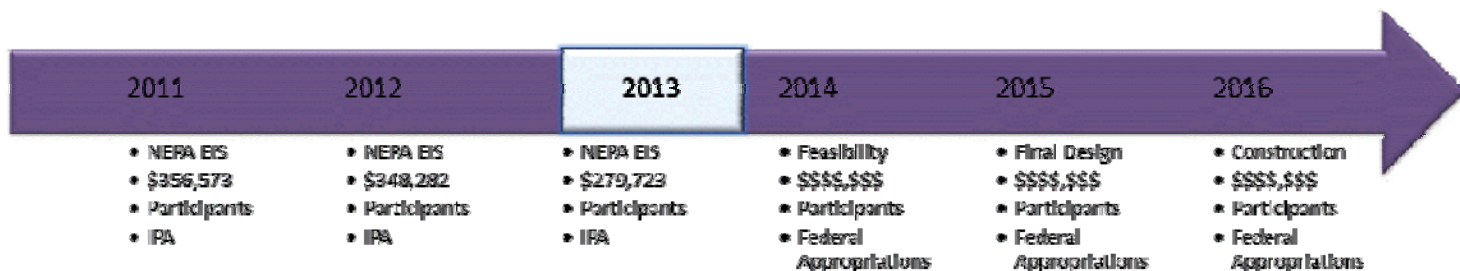 2011 2012 2013 2014 2015 2016
• NEPA EIS
• $356,573
• Participants
• IPA
• NEPA EIS
• $348,282
• Participants
• IPA
• NEPA EIS
• $279,723
• Participants
• IPA
• Feasibility
• $$$$,$$$
• Participants
• Federal
Appropriations
• Final Design
• $$$$,$$$
• Participants
• Federal
Appropriations
• Construction
• $$$$,$$$
• Participants
• Federal
Appropriations